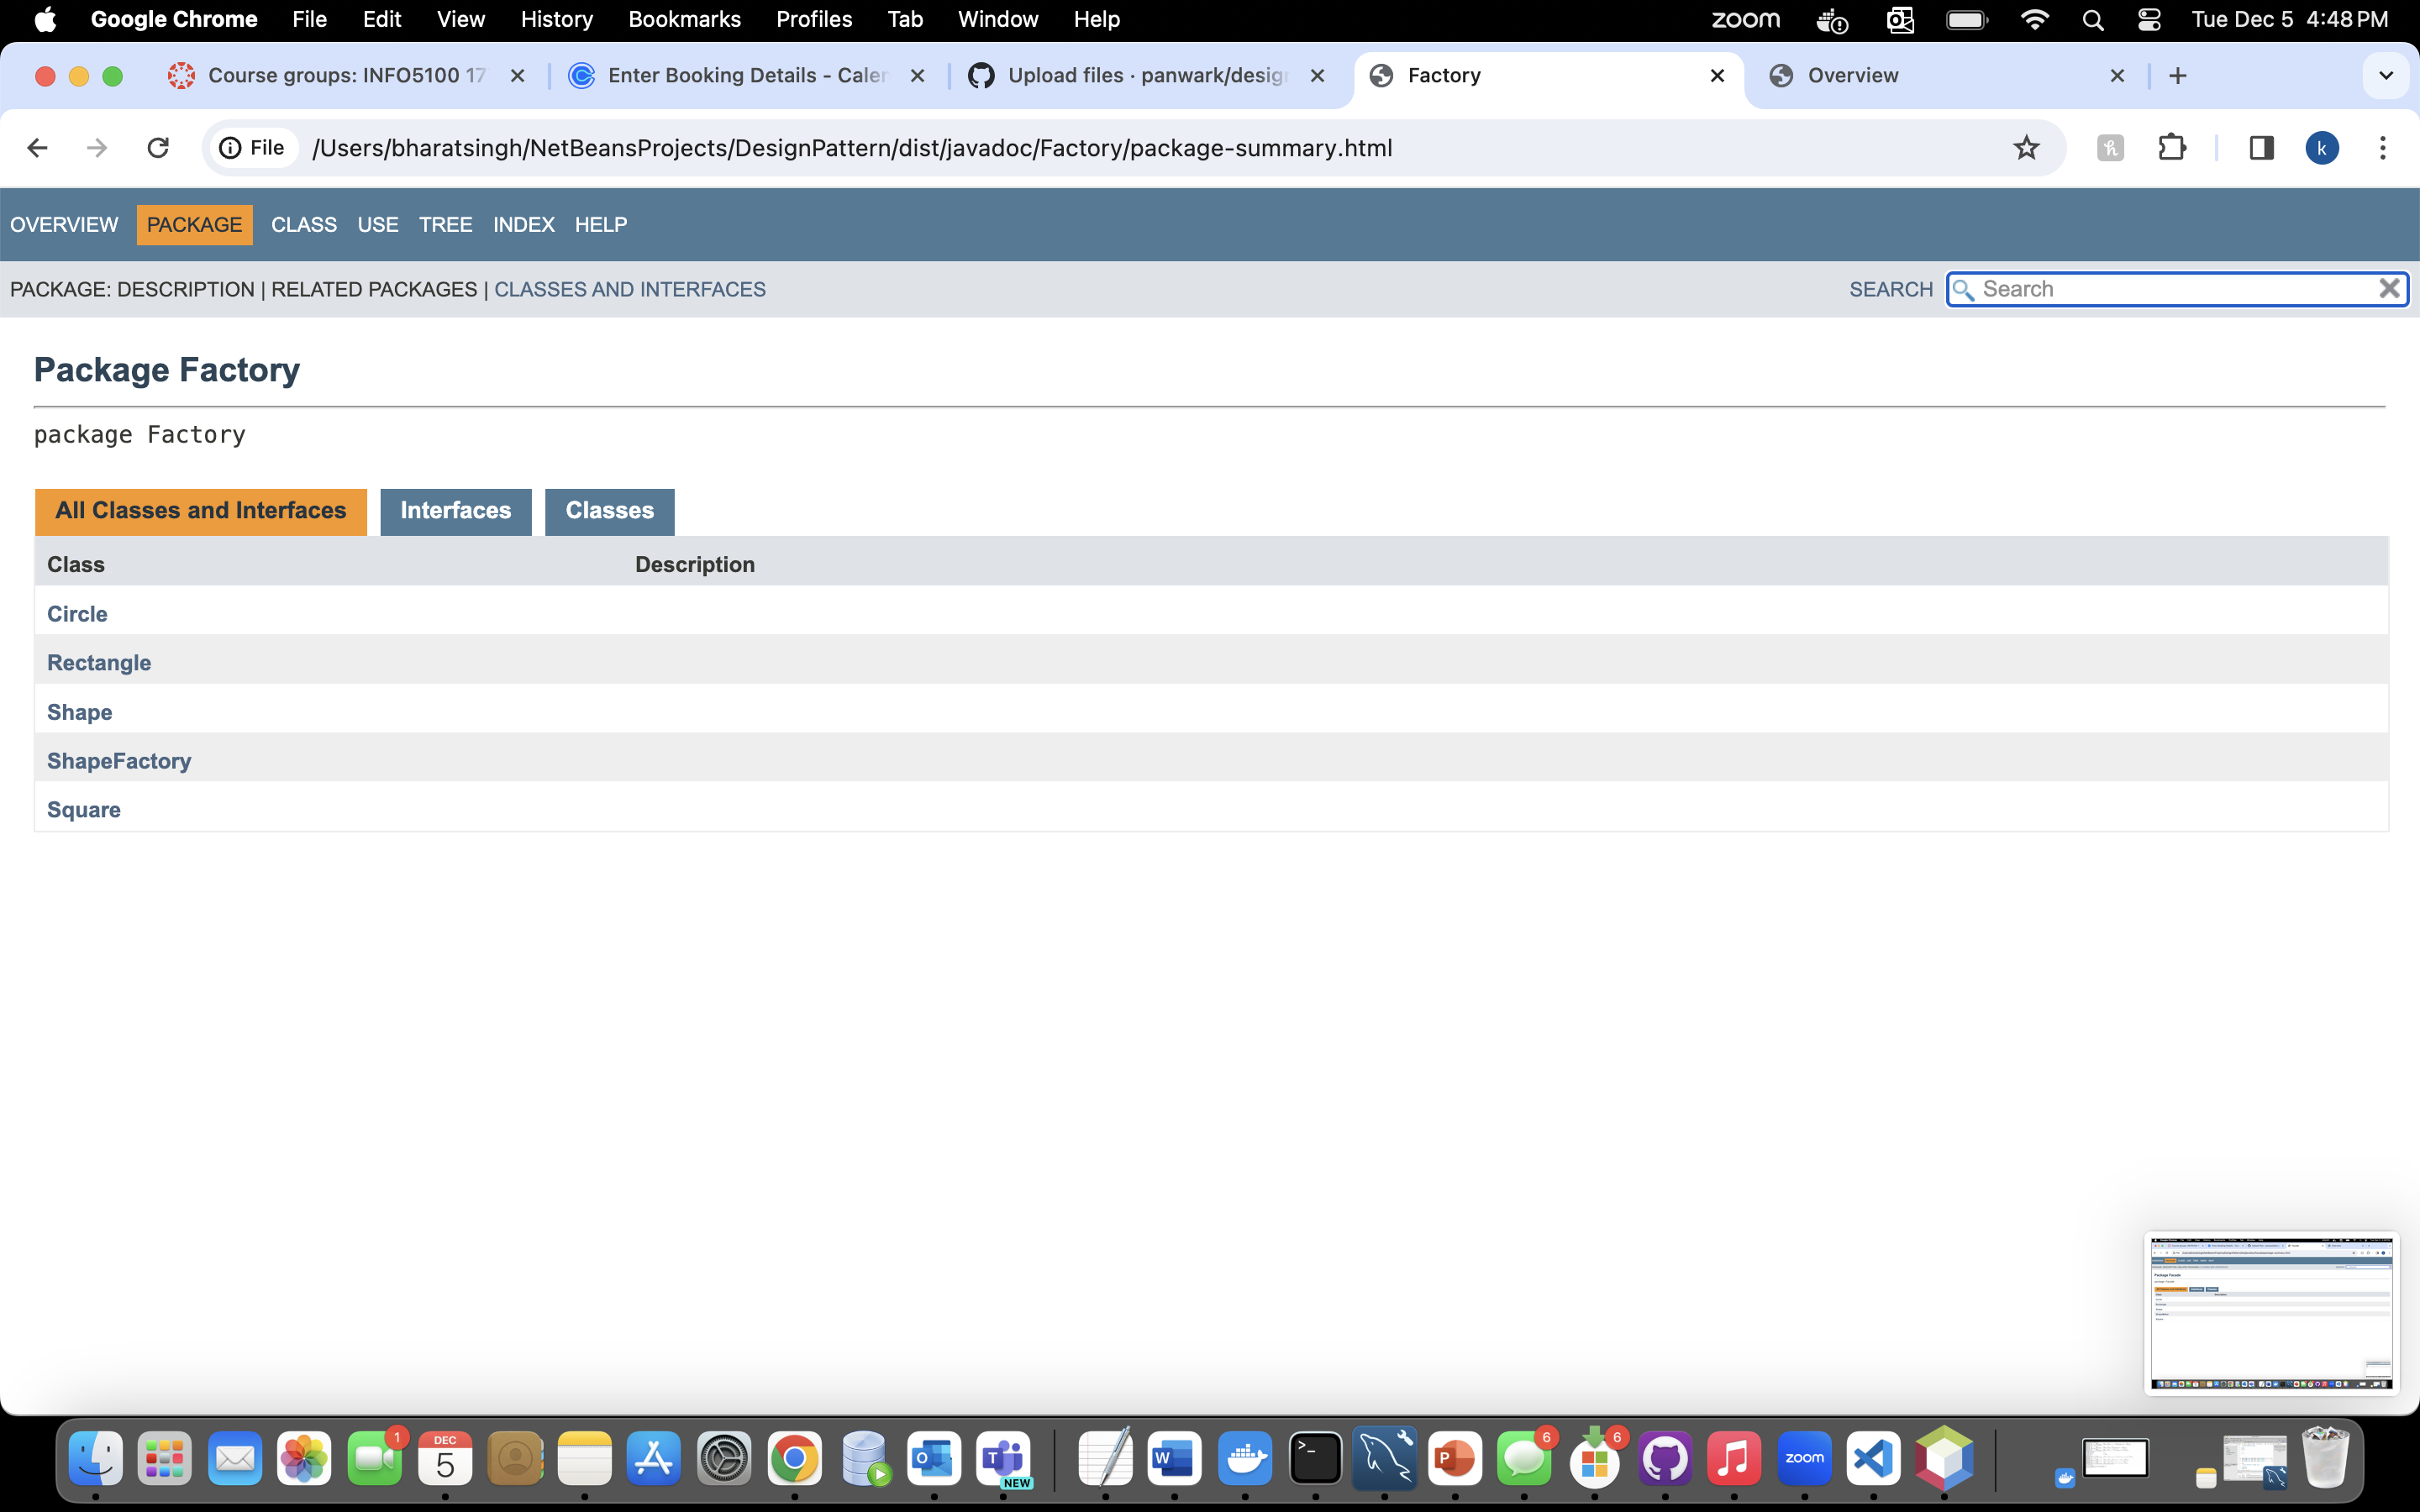 Google Chrome File Edit View History Bookmarks Profiles Tab Window Help zoom Tue Dec 5 4:48 PM
Course groups: INFO5100 17 Enter Booking Details - Calen Upload files · panwark/desig Factory Overview
File /Users/bharatsingh/NetBeansProjects/DesignPattern/dist/javadoc/Factory/package-summary.html k
OVERVIEW PACKAGE CLASS USE TREE INDEX HELP
PACKAGE: DESCRIPTION | RELATED PACKAGES | CLASSES AND INTERFACES SEARCH Search
Package Factory
package Factory
All Classes and Interfaces Interfaces Classes
Class Description
Circle
Rectangle
Shape
ShapeFactory
Square
1 DEC 5 NEW 6 6 zoom